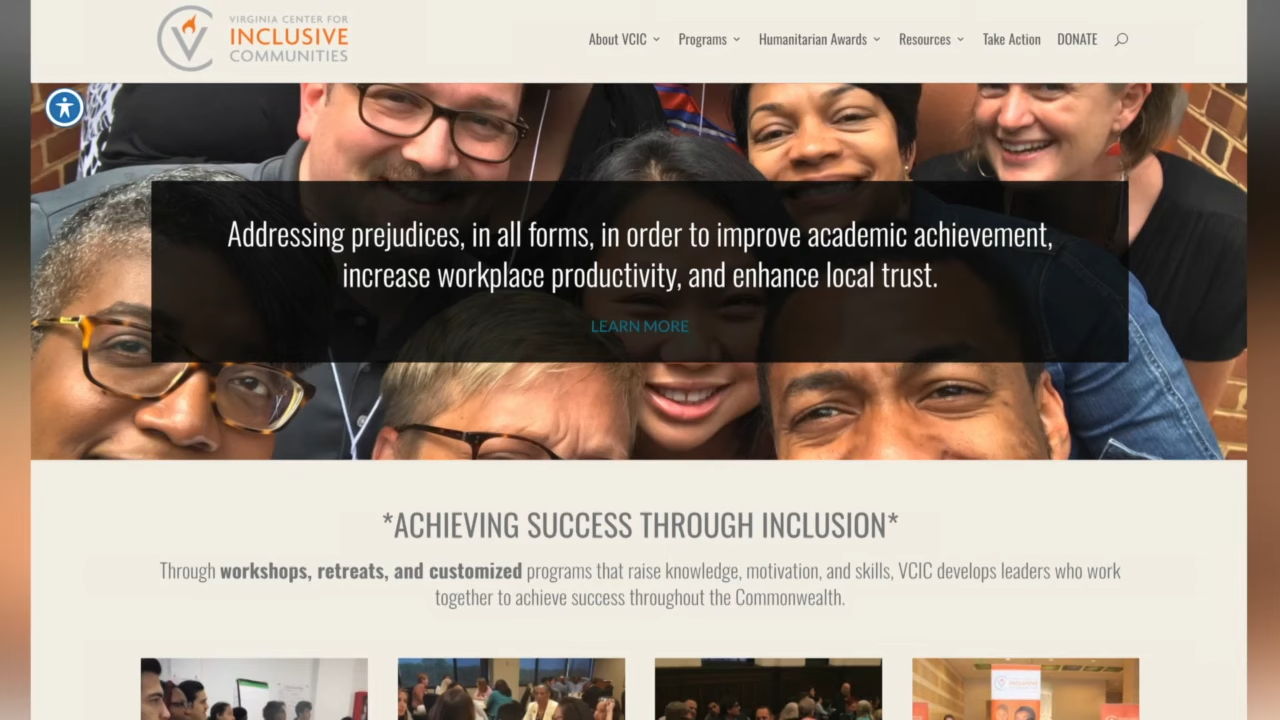 VIRGINIA CENTER FOR
INCLUSIVE
COMMUNITIES
About VCIC Programs Humanitarian Awards Resources Take Action DONATE
Addressing prejudices, in all forms, in order to improve academic achievement,
increase workplace productivity, and enhance local trust.
LEARN MORE
*ACHIEVING SUCCESS THROUGH INCLUSION*
Through workshops, retreats, and customized programs that raise knowledge, motivation, and skills, VCIC develops leaders who work
together to achieve success throughout the Commonwealth.
INCLUSIVE